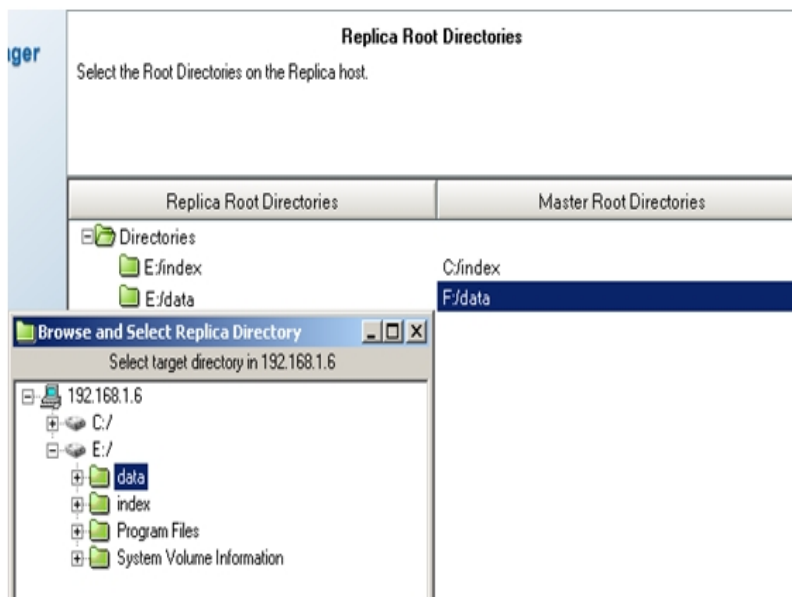 Replica Root Directories
Select the Root Directories on the Replica host.
Replica Root Directories Master Root Directories
Directories
E:/index C:/index
E:/data F:/data
Browse and Select Replica Directory
Select target directory in 192.168.1.6
192.168.1.6
C:/
E:/
data
index
Program Files
System Volume Information